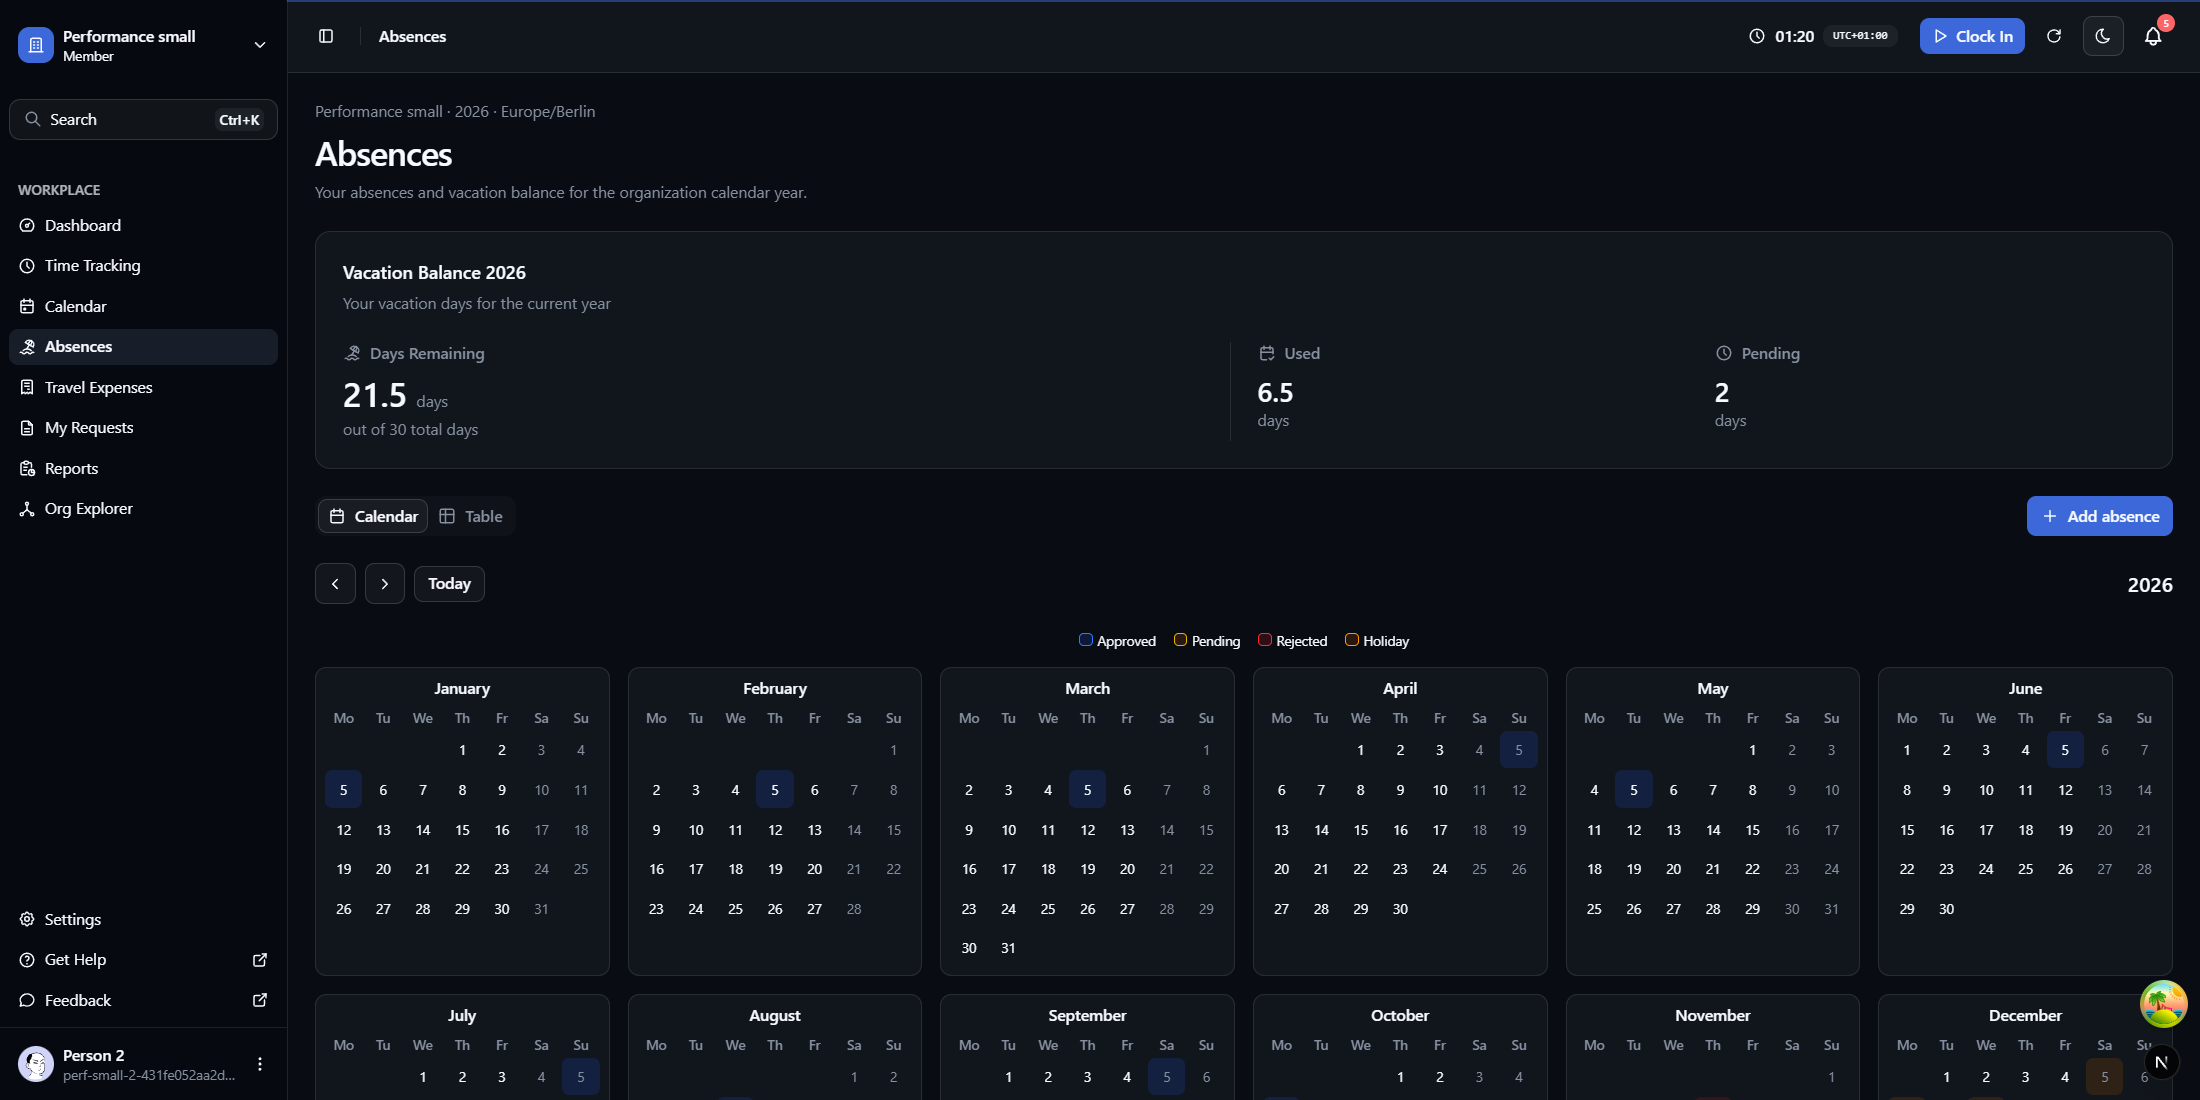 Performance small
Member
Search Ctrl+K
WORKPLACE
Dashboard
Time Tracking
Calendar
Absences
Travel Expenses
My Requests
Reports
Org Explorer
Settings
Get Help
Feedback
Person 2
perf-small-2-431fe052aa2d...
Absences
01:20 UTC+01:00 Clock In 5
Performance small · 2026 · Europe/Berlin
Absences
Your absences and vacation balance for the organization calendar year.
Vacation Balance 2026
Your vacation days for the current year
Days Remaining
21.5 days
out of 30 total days
Used
6.5
days
Pending
2
days
Calendar Table
Add absence
Today
2026
Approved Pending Rejected Holiday
January
Mo Tu We Th Fr Sa Su
1 2 3 4
5 6 7 8 9 10 11
12 13 14 15 16 17 18
19 20 21 22 23 24 25
26 27 28 29 30 31
February
Mo Tu We Th Fr Sa Su
1
2 3 4 5 6 7 8
9 10 11 12 13 14 15
16 17 18 19 20 21 22
23 24 25 26 27 28
March
Mo Tu We Th Fr Sa Su
1
2 3 4 5 6 7 8
9 10 11 12 13 14 15
16 17 18 19 20 21 22
23 24 25 26 27 28 29
30 31
April
Mo Tu We Th Fr Sa Su
1 2 3 4 5
6 7 8 9 10 11 12
13 14 15 16 17 18 19
20 21 22 23 24 25 26
27 28 29 30
May
Mo Tu We Th Fr Sa Su
1 2 3
4 5 6 7 8 9 10
11 12 13 14 15 16 17
18 19 20 21 22 23 24
25 26 27 28 29 30 31
June
Mo Tu We Th Fr Sa Su
1 2 3 4 5 6 7
8 9 10 11 12 13 14
15 16 17 18 19 20 21
22 23 24 25 26 27 28
29 30
July
Mo Tu We Th Fr Sa Su
1 2 3 4 5
August
Mo Tu We Th Fr Sa Su
1 2
September
Mo Tu We Th Fr Sa Su
1 2 3 4 5 6
October
Mo Tu We Th Fr Sa Su
1 2 3 4
November
Mo Tu We Th Fr Sa Su
1
December
Mo Tu We Th Fr Sa Su
1 2 3 4 5 6
N